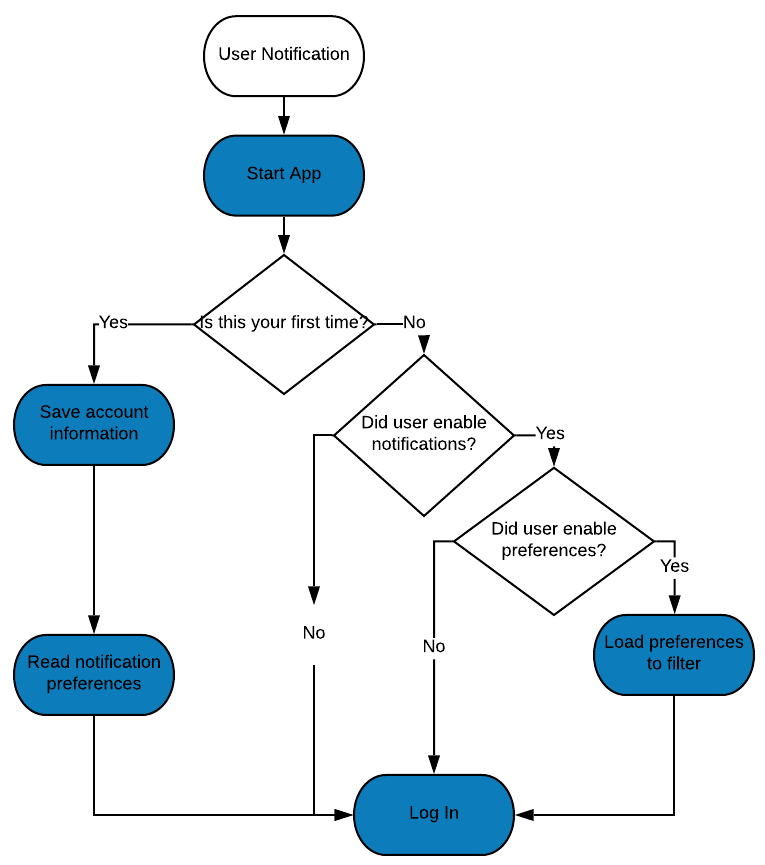 User Notification
Start App
Is this your first time?
Yes
No
Save account
information
Did user enable
notifications?
Yes
Did user enable
preferences?
Yes
No
No
Load preferences
to filter
Read notification
preferences
Log In